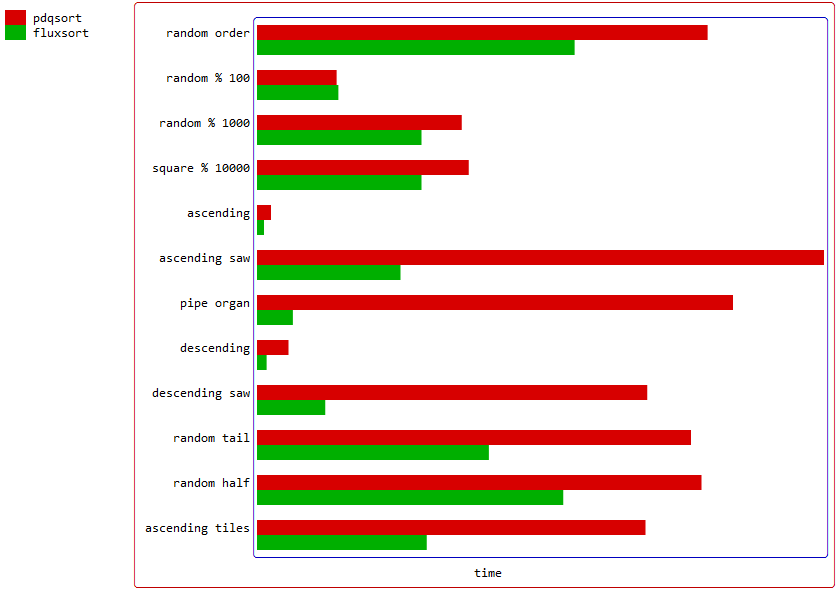 pdqsort
fluxsort
random order
random % 100
random % 1000
square % 10000
ascending
ascending saw
pipe organ
descending
descending saw
random tail
random half
ascending tiles
time